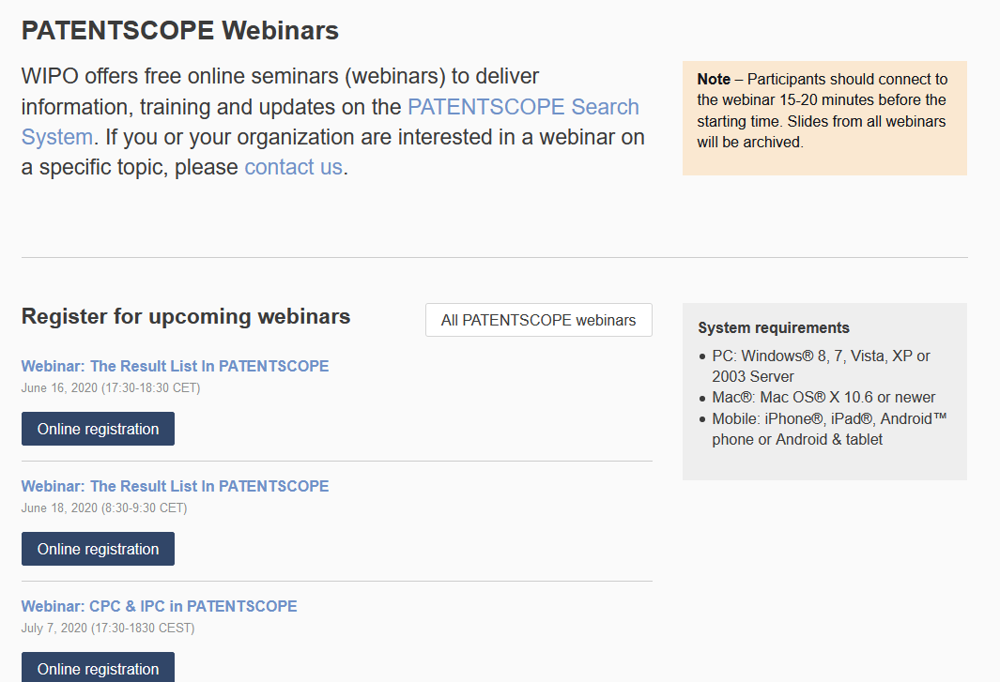 PATENTSCOPE Webinars
WIPO offers free online seminars (webinars) to deliver
information, training and updates on the PATENTSCOPE Search
System. If you or your organization are interested in a webinar on
a specific topic, please contact us.
Note – Participants should connect to
the webinar 15-20 minutes before the
starting time. Slides from all webinars
will be archived.
Register for upcoming webinars
All PATENTSCOPE webinars
Webinar: The Result List In PATENTSCOPE
June 16, 2020 (17:30-18:30 CET)
Online registration
Webinar: The Result List In PATENTSCOPE
June 18, 2020 (8:30-9:30 CET)
Online registration
Webinar: CPC & IPC in PATENTSCOPE
July 7, 2020 (17:30-1830 CEST)
Online registration
System requirements
• PC: Windows® 8, 7, Vista, XP or
2003 Server
• Mac®: Mac OS® X 10.6 or newer
• Mobile: iPhone®, iPad®, Android™
phone or Android & tablet